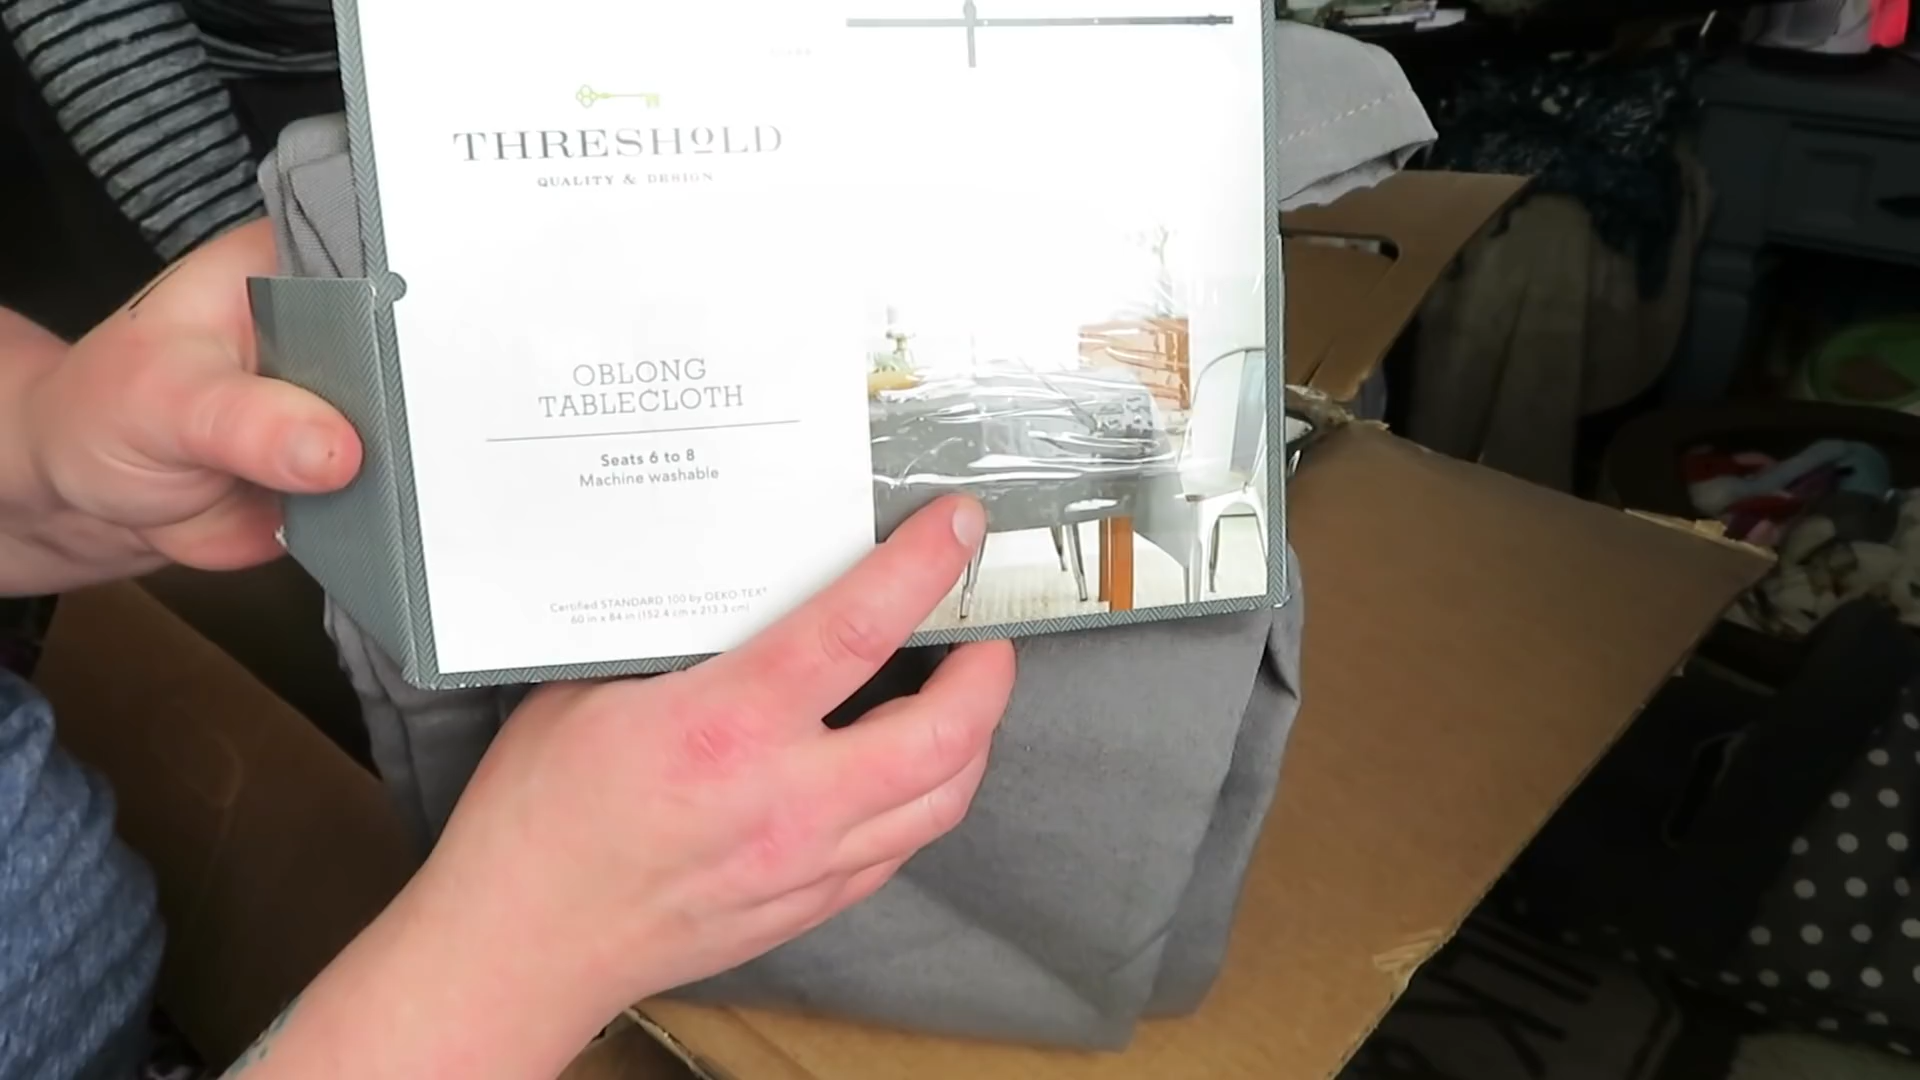 THRESHOLD
QUALITY & DESIGN
OBLONG
TABLECLOTH
Seats 6 to 8
Machine washable
Certified STANDARD 100 by OEKO-TEX®
60 in x 84 in (152.4 cm x 213.3 cm)